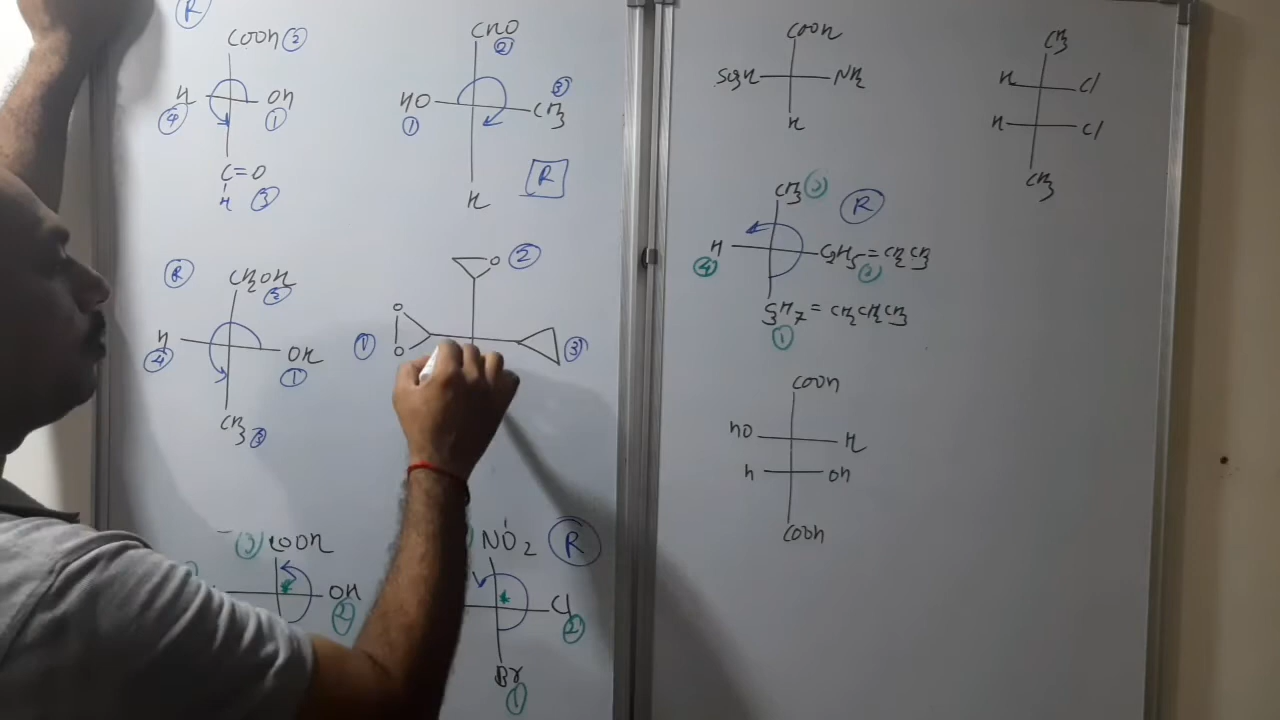 R
COOH 2
H OH
4 1
C=O
H 3
CHO
2
HO CH3 3
1
R
H
R
CH2OH
2
H OH
4 1
CH3 3
O 2
O
O
1 3
3 COOH
OH
2
NO2 R
Cl
2
Br
1
COOH
SO3H NH2
H
CH3
H Cl
H Cl
CH3
CH3 3 R
H C2H5 = CH2CH3
4 2
C3H7 = CH2CH2CH3
1
COOH
HO H
H OH
COOH